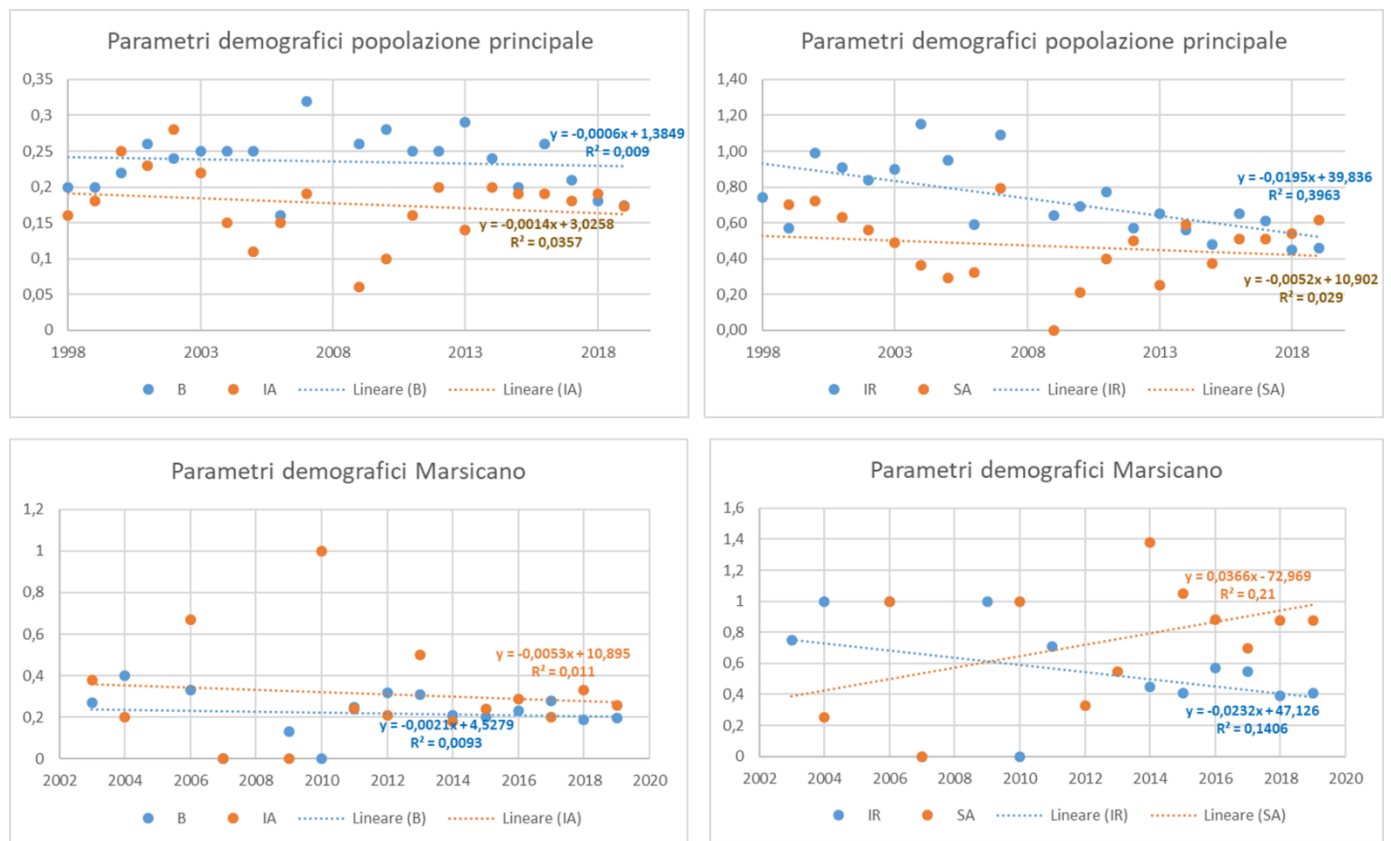 Parametri demografici popolazione principale
0,35
0,3
0,25
0,2
0,15
0,1
0,05
0
y = -0,0006x + 1,3849
R² = 0,009
y = -0,0014x + 3,0258
R² = 0,0357
1998 2003 2008 2013 2018
B IA Lineare (B) Lineare (IA)
Parametri demografici popolazione principale
1,40
1,20
1,00
0,80
0,60
0,40
0,20
0,00
y = -0,0195x + 39,836
R² = 0,3963
y = -0,0052x + 10,902
R² = 0,029
1998 2003 2008 2013 2018
IR SA Lineare (IR) Lineare (SA)
Parametri demografici Marsicano
1,2
1
0,8
0,6
0,4
0,2
0
y = -0,0053x + 10,895
R² = 0,011
y = -0,0021x + 4,5279
R² = 0,0093
2002 2004 2006 2008 2010 2012 2014 2016 2018 2020
B IA Lineare (B) Lineare (IA)
Parametri demografici Marsicano
1,6
1,4
1,2
1
0,8
0,6
0,4
0,2
0
y = 0,0366x - 72,969
R² = 0,21
y = -0,0232x + 47,126
R² = 0,1406
2002 2004 2006 2008 2010 2012 2014 2016 2018 2020
IR SA Lineare (IR) Lineare (SA)